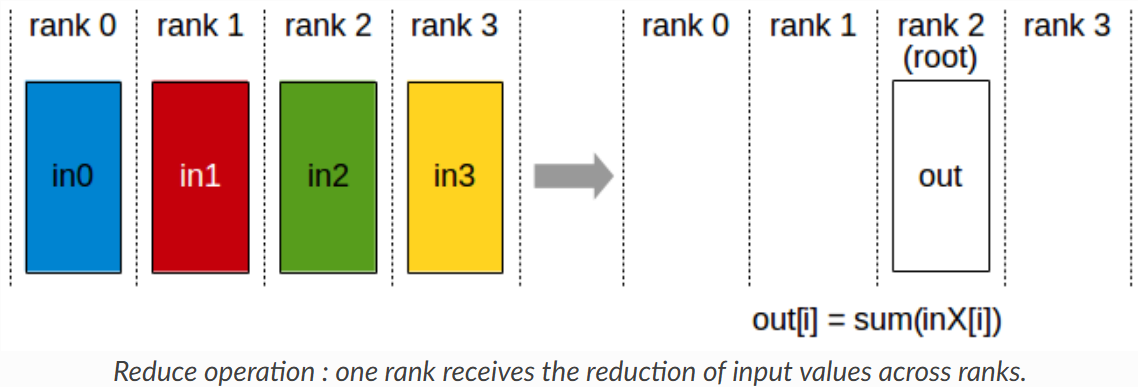 rank 0 rank 1 rank 2 rank 3 rank 0 rank 1 rank 2 rank 3
(root)
in0 in1 in2 in3 out
out[i] = sum(inX[i])
Reduce operation : one rank receives the reduction of input values across ranks.